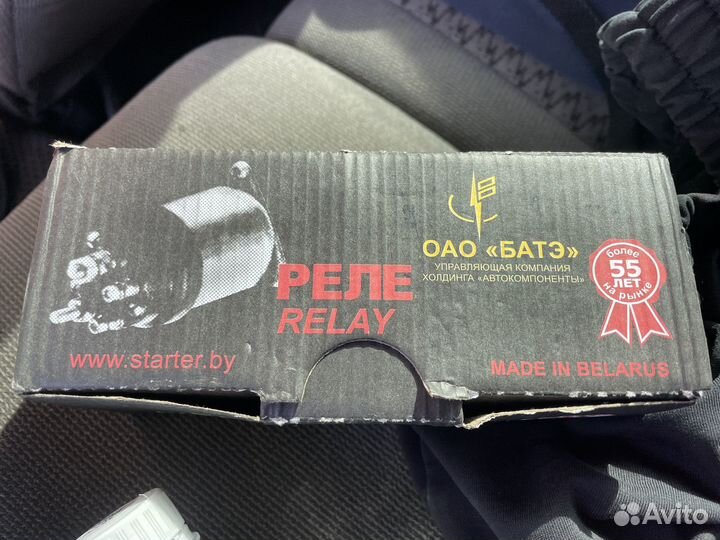 ОАО «БАТЭ»
УПРАВЛЯЮЩАЯ КОМПАНИЯ
ХОЛДИНГА «АВТОКОМПОНЕНТЫ»
РЕЛЕ
RELAY
более
55
ЛЕТ
на рынке
www.starter.by
MADE IN BELARUS
Avito